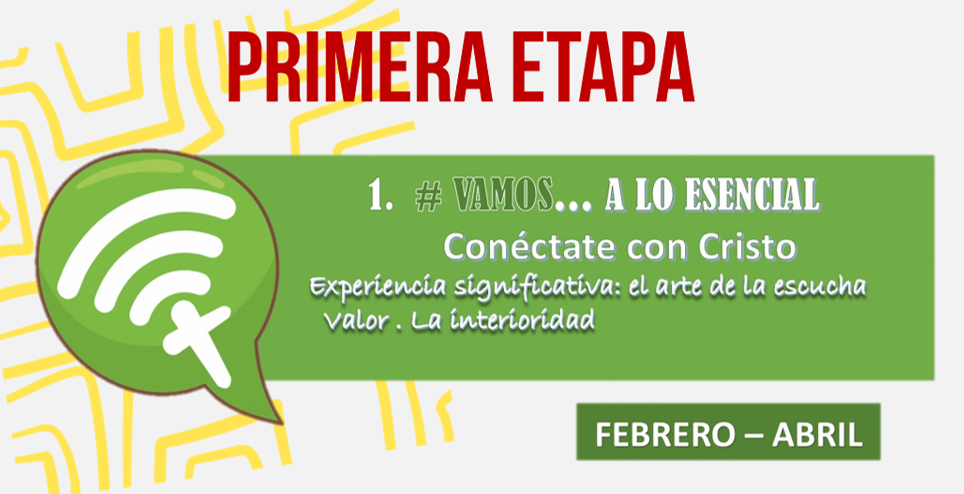 PRIMERA ETAPA
1. # VAMOS... A LO ESENCIAL
Conéctate con Cristo
Experiencia significativa: el arte de la escucha
Valor . La interioridad
FEBRERO – ABRIL